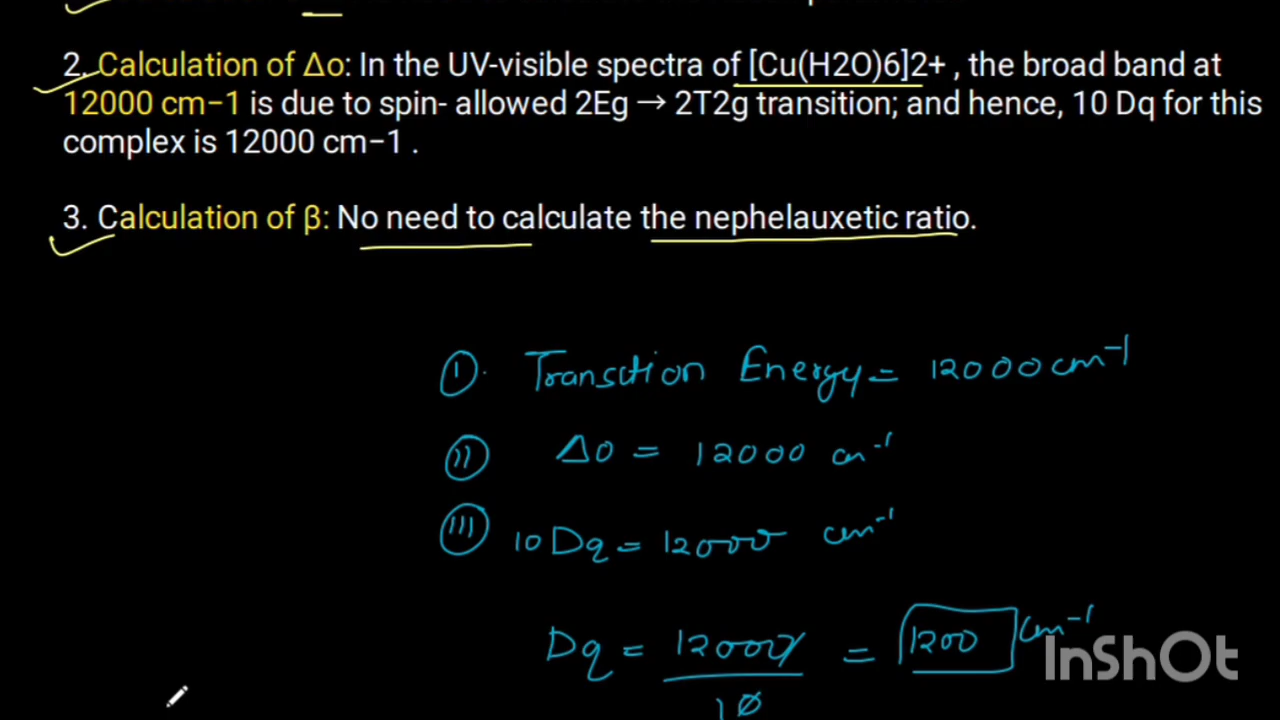 2. Calculation of Δo: In the UV-visible spectra of [Cu(H2O)6]2+ , the broad band at
12000 cm−1 is due to spin- allowed 2Eg → 2T2g transition; and hence, 10 Dq for this
complex is 12000 cm−1 .
3. Calculation of β: No need to calculate the nephelauxetic ratio.
(I). Transition Energy = 12000 cm⁻¹
(II) Δo = 12000 cm⁻¹
(III) 10 Dq = 12000 cm⁻¹
Dq = 12000/10 = 1200 cm⁻¹
InShOt